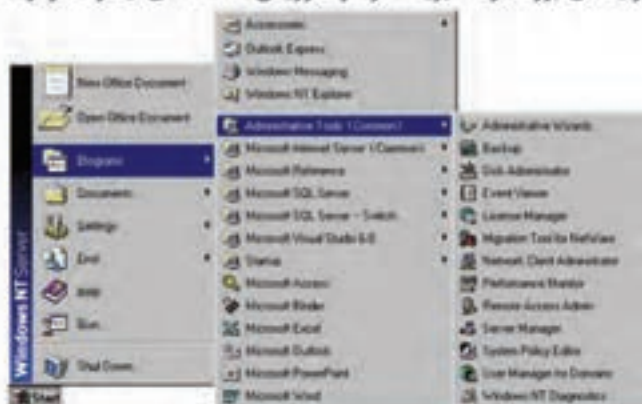 Accessories
Outlook Express
Windows Messaging
Windows NT Explorer
Administrative Tools (Common)
Microsoft Internet Server (Common)
Microsoft Reference
Microsoft SQL Server
Microsoft SQL Server - Switch
Microsoft Visual Studio 6.0
Startup
Microsoft Access
Microsoft Binder
Microsoft Excel
Microsoft Outlook
Microsoft PowerPoint
Microsoft Word
New Office Document
Open Office Document
Programs
Documents
Settings
Find
Help
Run...
Shut Down...
Windows NT Server
Start
Administrative Wizards
Backup
Disk Administrator
Event Viewer
License Manager
Migration Tool for NetWare
Network Client Administrator
Performance Monitor
Remote Access Admin
Server Manager
System Policy Editor
User Manager for Domains
Windows NT Diagnostics